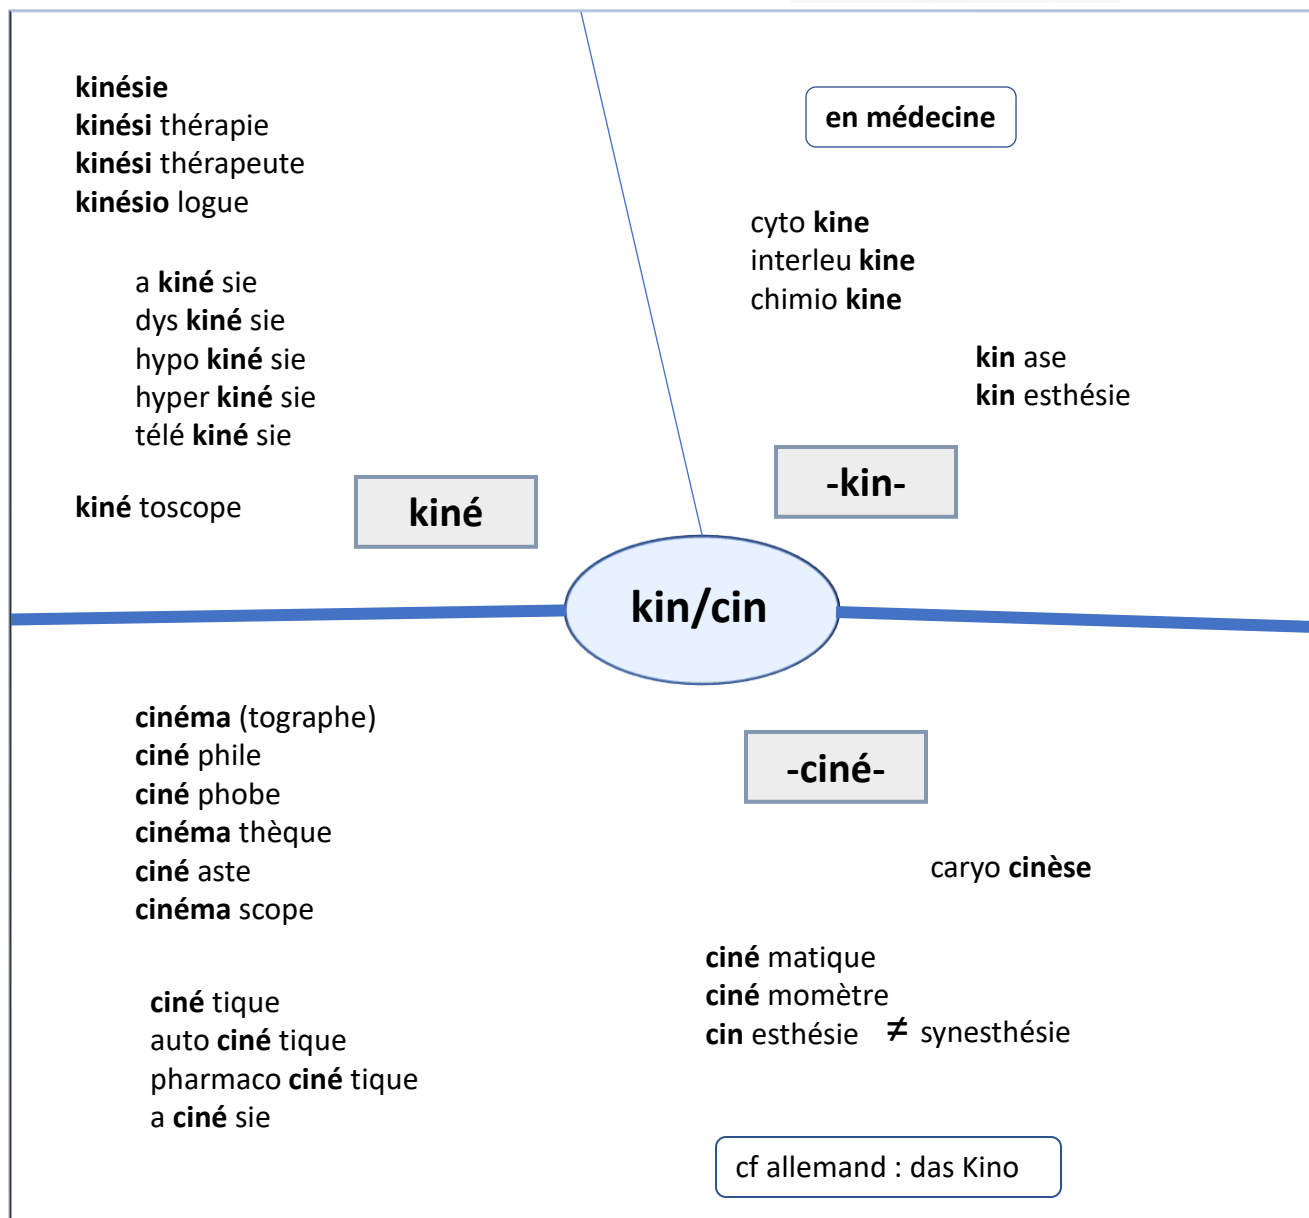 kinésie
kinési thérapie
kinési thérapeute
kinésio logue
a kiné sie
dys kiné sie
hypo kiné sie
hyper kiné sie
télé kiné sie
kiné toscope
kiné
en médecine
cyto kine
interleu kine
chimio kine
kin ase
kin esthésie
-kin-
kin/cin
cinéma (tographe)
ciné phile
ciné phobe
cinéma thèque
ciné aste
cinéma scope
ciné tique
auto ciné tique
pharmaco ciné tique
a ciné sie
-ciné-
caryo cinèse
ciné matique
ciné momètre
cin esthésie ≠ synesthésie
cf allemand : das Kino